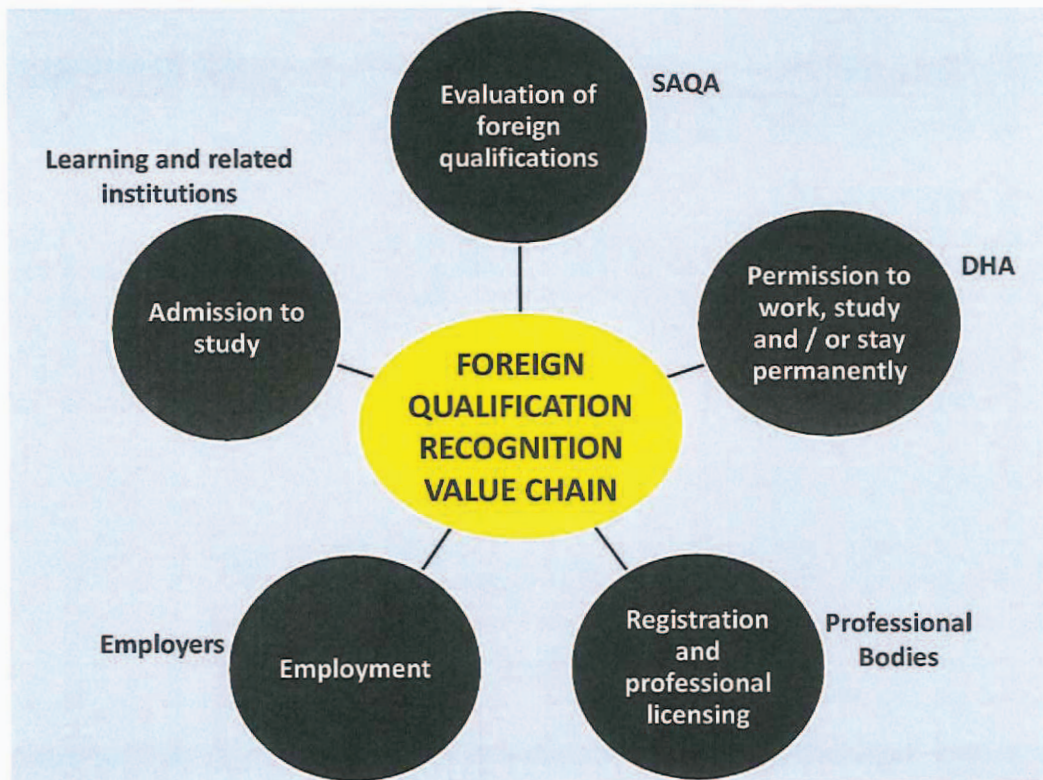 Evaluation of
foreign
qualifications
SAQA
Learning and related
institutions
Admission to
study
Permission to
work, study
and / or stay
permanently
DHA
FOREIGN
QUALIFICATION
RECOGNITION
VALUE CHAIN
Employers
Employment
Registration
and
professional
licensing
Professional
Bodies